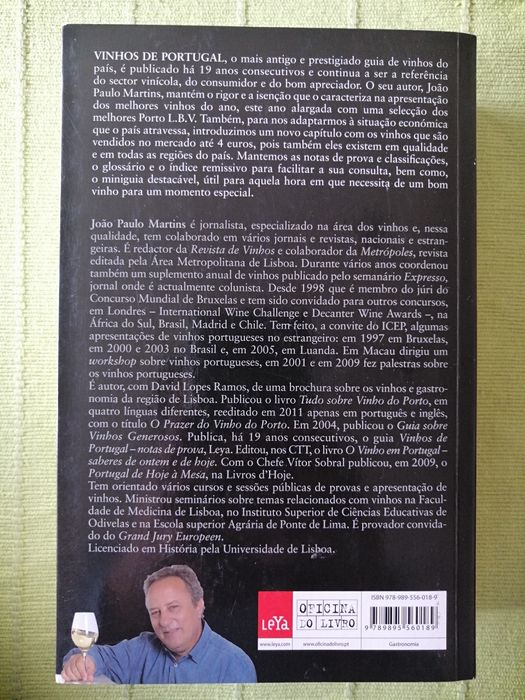 VINHOS DE PORTUGAL, o mais antigo e prestigiado guia de vinhos do
país, é publicado há 19 anos consecutivos e continua a ser a referência
do sector vinícola, do consumidor e do bom apreciador. O seu autor, João
Paulo Martins, mantém o rigor e a isenção que o caracteriza na apresentação
dos melhores vinhos do ano, este ano alargada com uma selecção dos
melhores Porto L.B.V. Também, para nos adaptarmos à situação económica
que o país atravessa, introduzimos um novo capítulo com os vinhos que são
vendidos no mercado até 4 euros, pois também eles existem em qualidade
e em todas as regiões do país. Mantemos as notas de prova e classificações,
o glossário e o índice remissivo para facilitar a sua consulta, bem como,
o miniguia destacável, útil para aquela hora em que necessita de um bom
vinho para um momento especial.
João Paulo Martins é jornalista, especializado na área dos vinhos e, nessa
qualidade, tem colaborado em vários jornais e revistas, nacionais e estran-
geiras. É redactor da Revista de Vinhos e colaborador da Metrópoles, revista
editada pela Área Metropolitana de Lisboa. Durante vários anos coordenou
também um suplemento anual de vinhos publicado pelo semanário Expresso,
jornal onde é actualmente colunista. Desde 1998 que é membro do júri do
Concurso Mundial de Bruxelas e tem sido convidado para outros concursos,
em Londres – International Wine Challenge e Decanter Wine Awards –, na
África do Sul, Brasil, Madrid e Chile. Tem feito, a convite do ICEP, algumas
apresentações de vinhos portugueses no estrangeiro: em 1997 em Bruxelas,
em 2000 e 2003 no Brasil e, em 2005, em Luanda. Em Macau dirigiu um
workshop sobre vinhos portugueses, em 2001 e 2009 fez palestras sobre
os vinhos portugueses.
É autor, com David Lopes Ramos, de uma brochura sobre os vinhos e gastro-
nomia da região de Lisboa. Publicou o livro Tudo sobre Vinho do Porto, em
quatro línguas diferentes, reeditado em 2011 apenas em português e inglês,
com o título O Prazer do Vinho do Porto. Em 2004, publicou o Guia sobre
Vinhos Generosos. Publica, há 19 anos consecutivos, o guia Vinhos de
Portugal – notas de prova, Leya. Editou, nos CTT, o livro O Vinho em Portugal –
saberes de ontem e de hoje. Com o Chefe Vítor Sobral publicou, em 2009, o
Portugal de Hoje à Mesa, na Livros d'Hoje.
Tem orientado vários cursos e sessões públicas de provas e apresentação de
vinhos. Ministrou seminários sobre temas relacionados com vinhos na Facul-
dade de Medicina de Lisboa, no Instituto Superior de Ciências Educativas de
Odivelas e na Escola superior Agrária de Ponte de Lima. É provador convida-
do do Grand Jury Europeen.
Licenciado em História pela Universidade de Lisboa.
ISBN 978-989-556-018-9
LEYA
OFICINA
DO LIVRO
9 789895 560189
www.leya.com
www.oficinadolivro.pt
Gastronomia